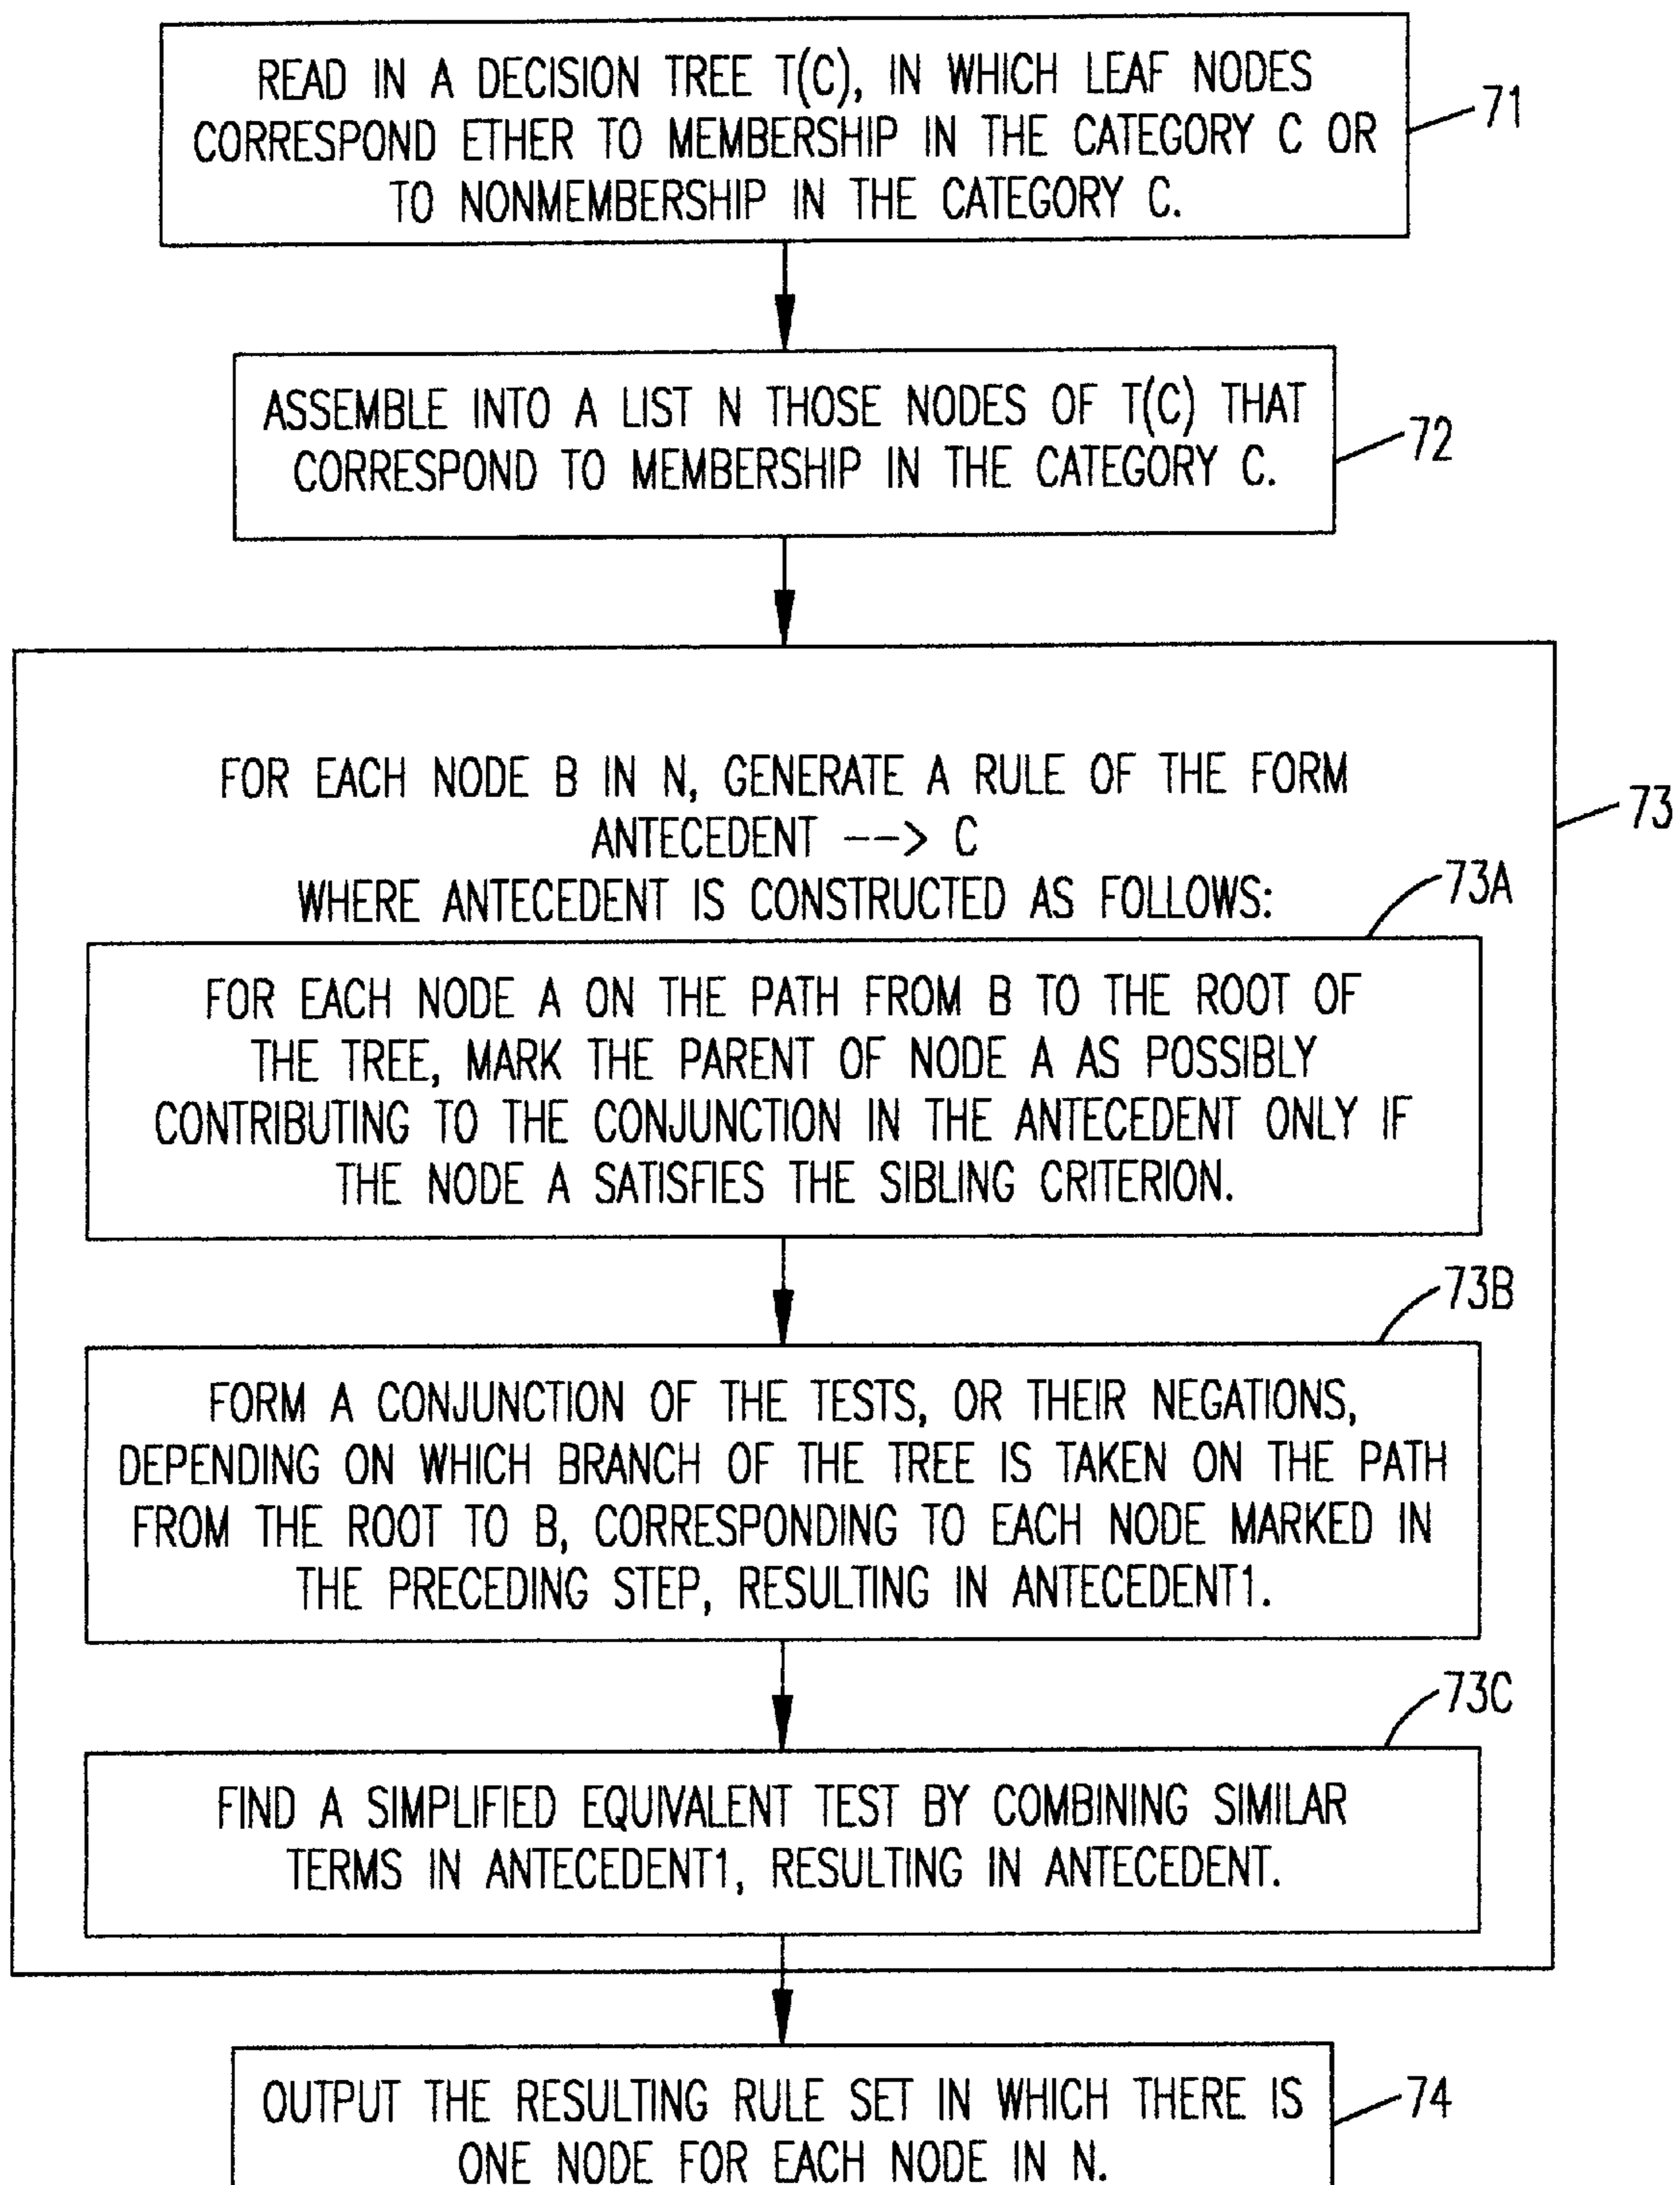 READ IN A DECISION TREE T(C), IN WHICH LEAF NODES
CORRESPOND ETHER TO MEMBERSHIP IN THE CATEGORY C OR
TO NONMEMBERSHIP IN THE CATEGORY C.
71
ASSEMBLE INTO A LIST N THOSE NODES OF T(C) THAT
CORRESPOND TO MEMBERSHIP IN THE CATEGORY C.
72
FOR EACH NODE B IN N, GENERATE A RULE OF THE FORM
ANTECEDENT --> C
WHERE ANTECEDENT IS CONSTRUCTED AS FOLLOWS:
73
73A
FOR EACH NODE A ON THE PATH FROM B TO THE ROOT OF
THE TREE, MARK THE PARENT OF NODE A AS POSSIBLY
CONTRIBUTING TO THE CONJUNCTION IN THE ANTECEDENT ONLY IF
THE NODE A SATISFIES THE SIBLING CRITERION.
73B
FORM A CONJUNCTION OF THE TESTS, OR THEIR NEGATIONS,
DEPENDING ON WHICH BRANCH OF THE TREE IS TAKEN ON THE PATH
FROM THE ROOT TO B, CORRESPONDING TO EACH NODE MARKED IN
THE PRECEDING STEP, RESULTING IN ANTECEDENT1.
73C
FIND A SIMPLIFIED EQUIVALENT TEST BY COMBINING SIMILAR
TERMS IN ANTECEDENT1, RESULTING IN ANTECEDENT.
OUTPUT THE RESULTING RULE SET IN WHICH THERE IS
ONE NODE FOR EACH NODE IN N.
74